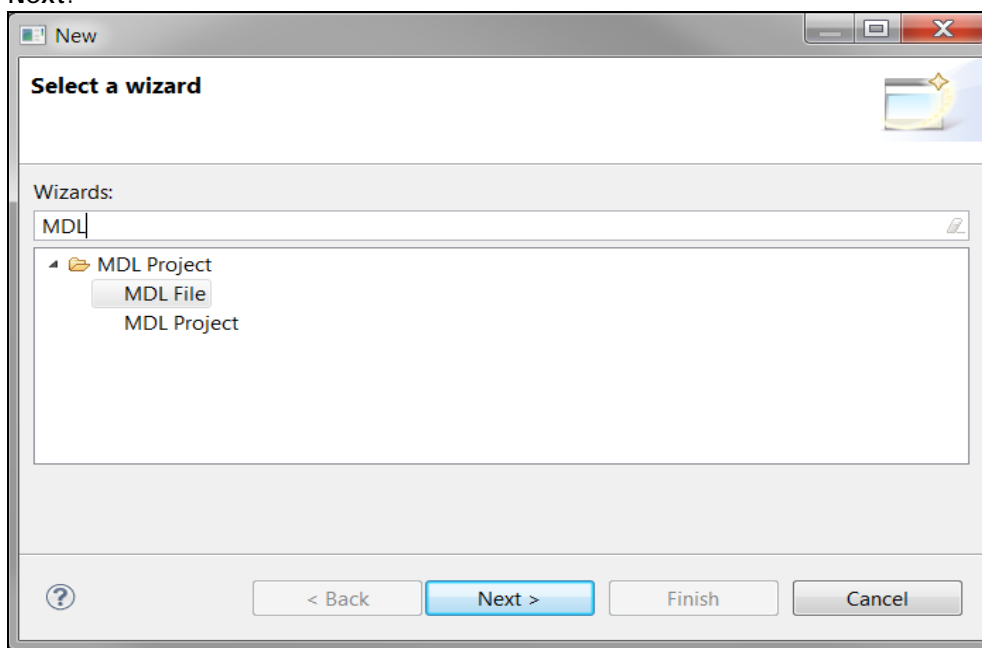 Next.
New
Select a wizard
Wizards:
MDL
MDL Project
MDL File
MDL Project
? < Back Next > Finish Cancel